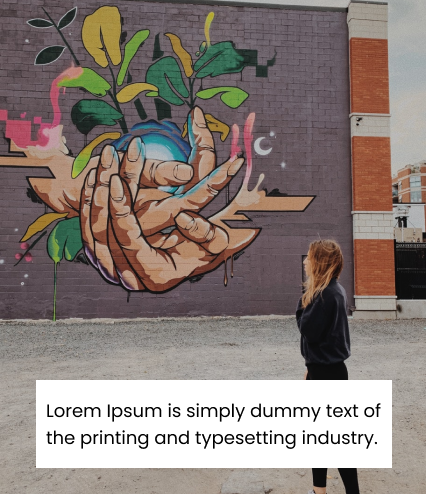 Lorem Ipsum is simply dummy text of
the printing and typesetting industry.